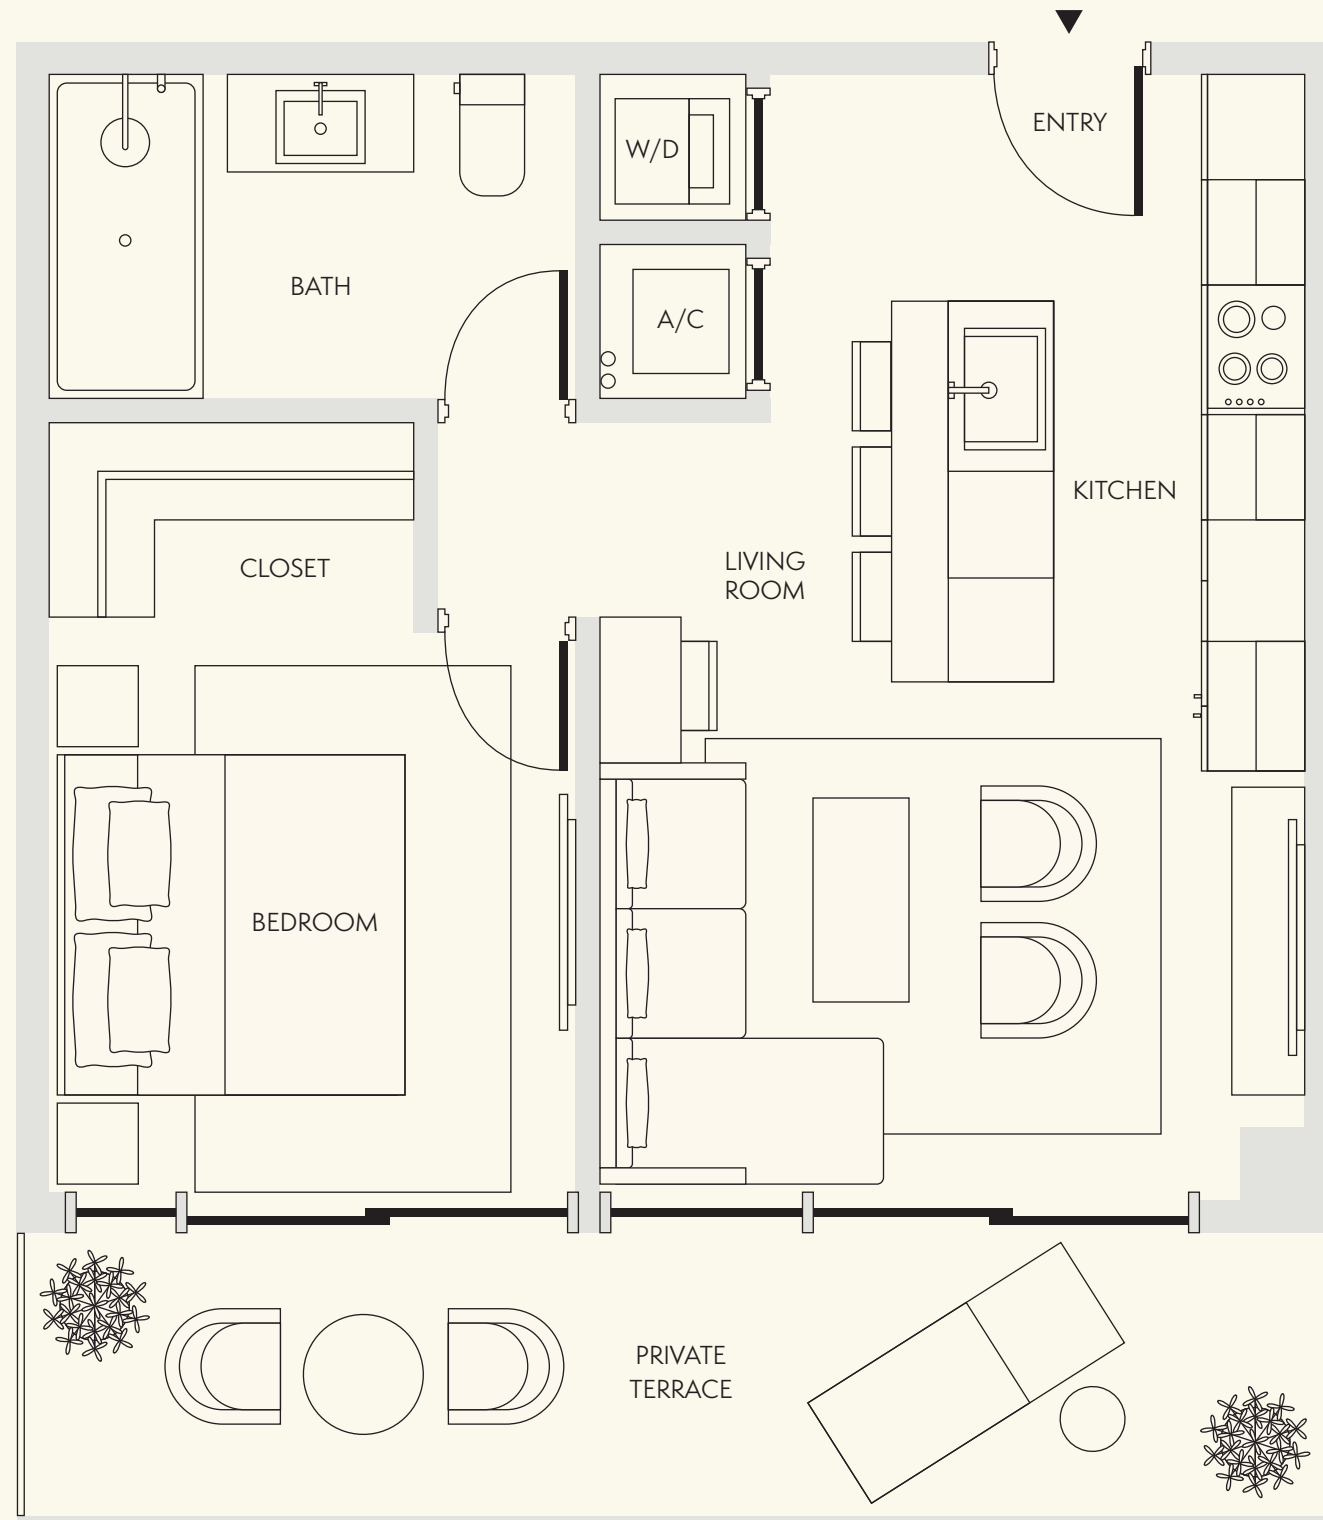 ENTRY
W/D
BATH
A/C
KITCHEN
LIVING
ROOM
CLOSET
BEDROOM
PRIVATE
TERRACE